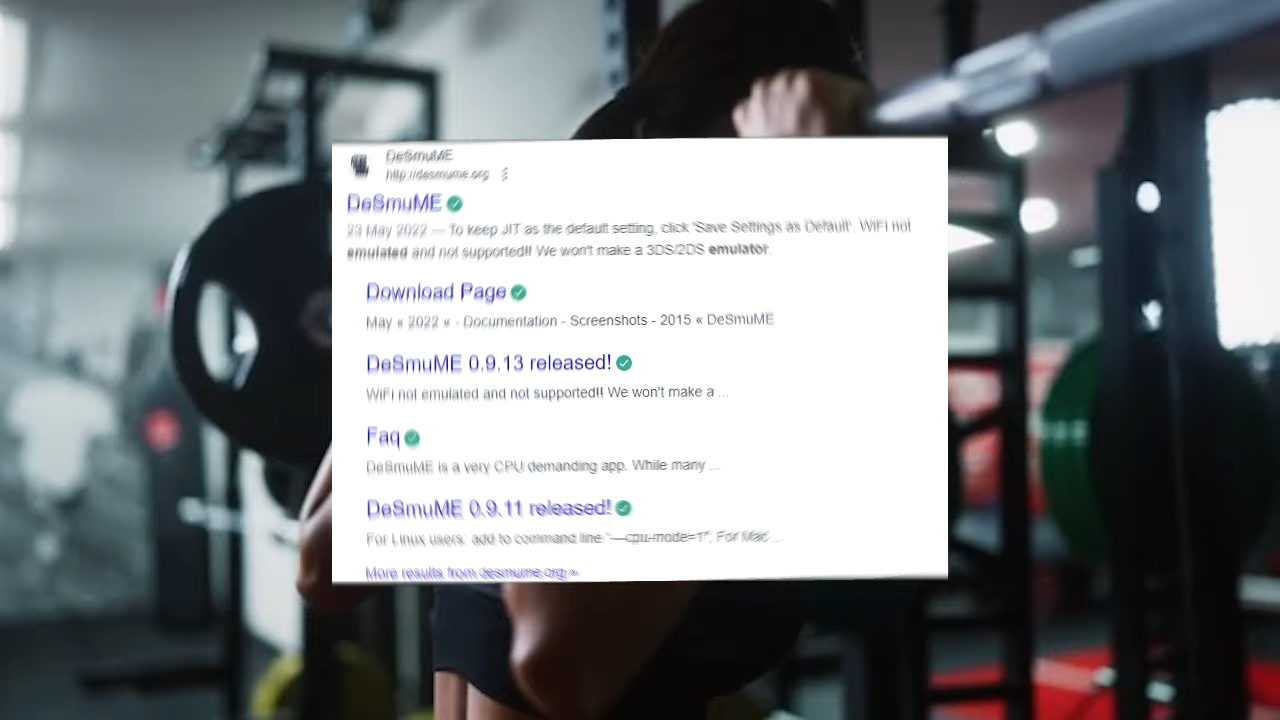 DeSmuME
http://desmume.org
DeSmuME
23 May 2022 — To keep JIT as the default setting, click 'Save Settings as Default'. WIFI not
emulated and not supported!! We won't make a 3DS/2DS emulator.
Download Page
May « 2022 « - Documentation - Screenshots - 2015 « DeSmuME
DeSmuME 0.9.13 released!
WiFi not emulated and not supported!! We won't make a ...
Faq
DeSmuME is a very CPU demanding app. While many ...
DeSmuME 0.9.11 released!
For Linux users: add to command line "—cpu-mode=1"; For Mac ...
More results from desmume.org »